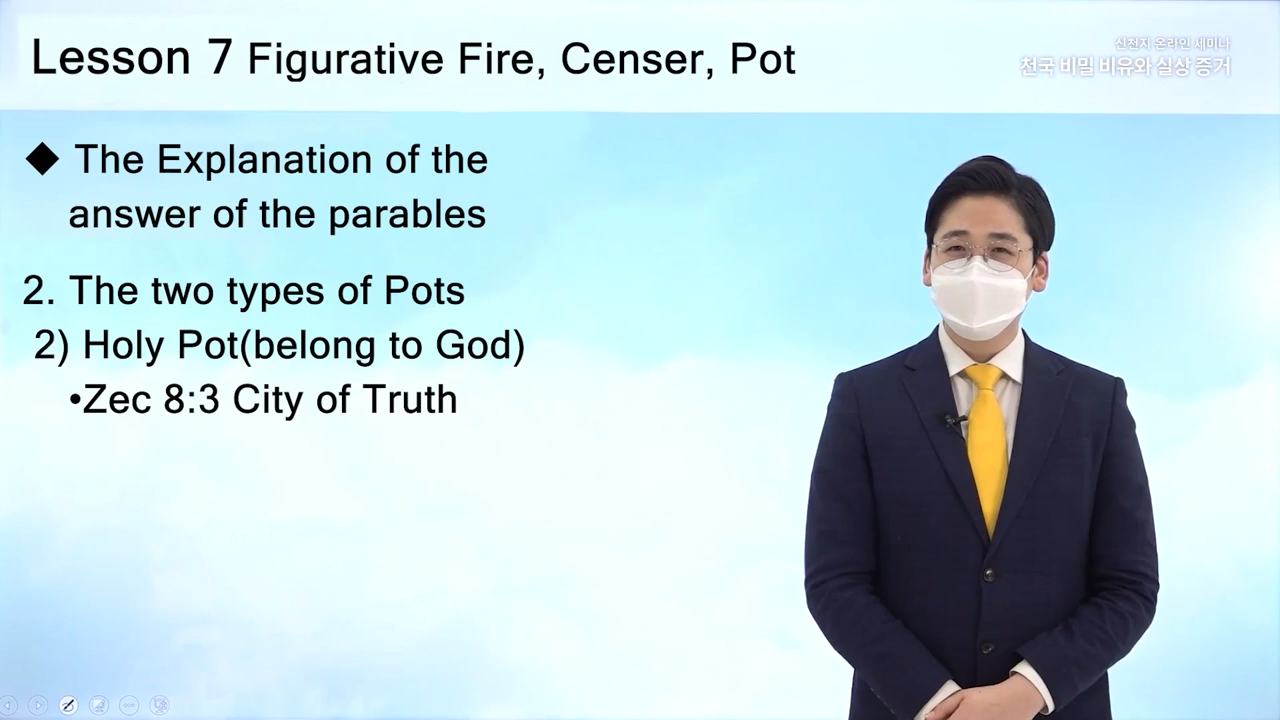 Lesson 7 Figurative Fire, Censer, Pot
신천지 온라인 세미나
천국 비밀 비유와 실상 증거
◆ The Explanation of the
answer of the parables
2. The two types of Pots
2) Holy Pot(belong to God)
•Zec 8:3 City of Truth